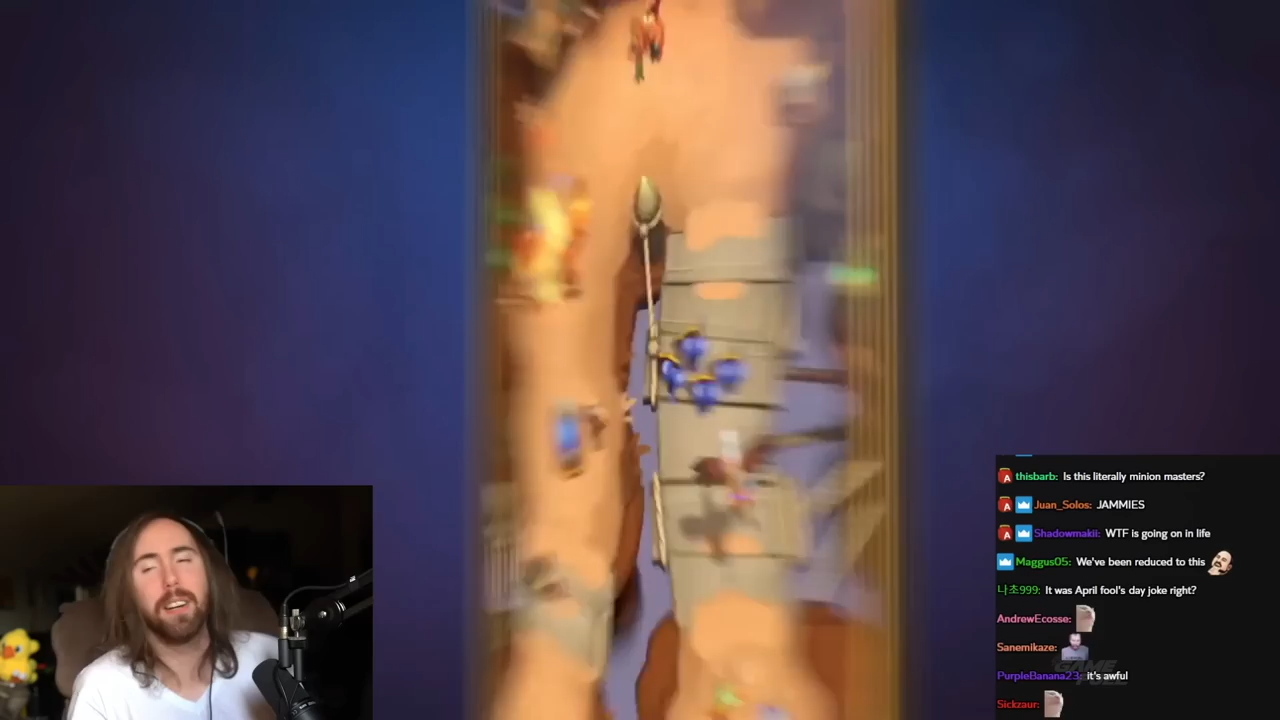 thisbarb: Is this literally minion masters?
Juan_Solos: JAMMIES
Shadowmakii: WTF is going on in life
Maggus05: We've been reduced to this
나초999: It was April fool's day joke right?
AndrewEcosse:
Sanemikaze:
GAME
PurpleBanana23: it's awful
Sickzaur: